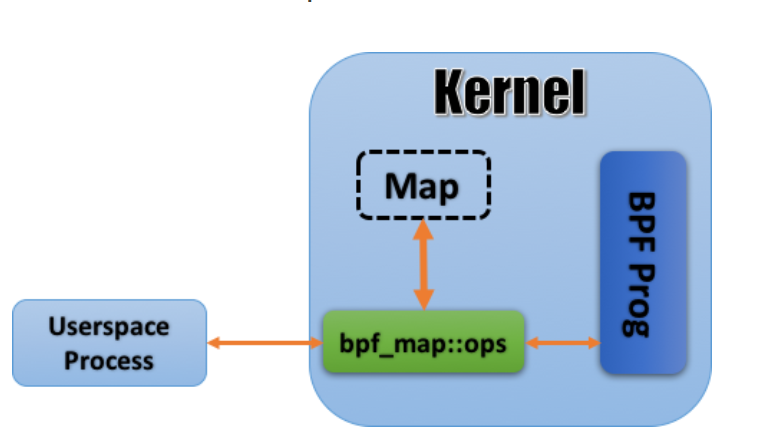 Kernel
Map
BPF Prog
Userspace
Process
bpf_map::ops